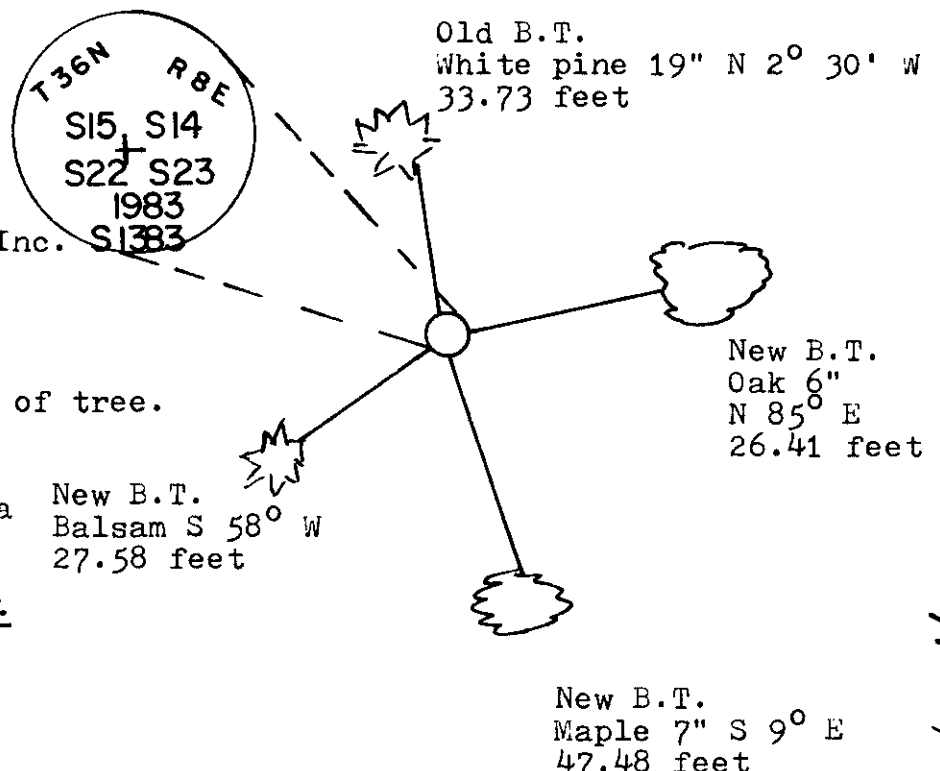 Old B.T.
White pine 19" N 2° 30' W
33.73 feet
T36N R8E
S15 S14
S22 S23
1983
S1383
Inc.
New B.T.
Oak 6"
N 85° E
26.41 feet
of tree.
a
New B.T.
Balsam S 58° W
27.58 feet
New B.T.
Maple 7" S 9° E
47.48 feet